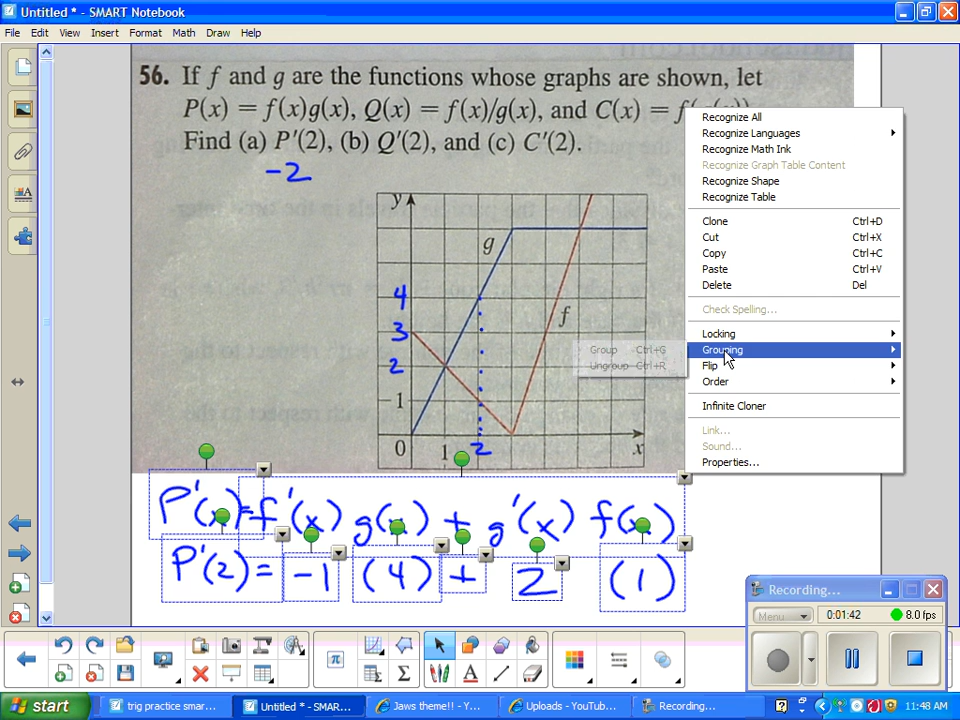 Untitled * - SMART Notebook
File Edit View Insert Format Math Draw Help
56. If f and g are the functions whose graphs are shown, let
P(x) = f(x)g(x), Q(x) = f(x)/g(x), and C(x) = f(g(x)).
Find (a) P'(2), (b) Q'(2), and (c) C'(2).
-2
y
g
f
4
3
2
1
0 1 2 x
P'(x)=f'(x) g(x) + g'(x) f(x)
P'(2)= -1 (4) + 2 (1)
Recognize All
Recognize Languages
Recognize Math Ink
Recognize Graph Table Content
Recognize Shape
Recognize Table
Clone Ctrl+D
Cut Ctrl+X
Copy Ctrl+C
Paste Ctrl+V
Delete Del
Check Spelling...
Locking
Grouping
Group Ctrl+G
Ungroup Ctrl+R
Flip
Order
Infinite Cloner
Link...
Sound...
Properties...
Recording...
Menu 0:01:42 8.0 fps
start trig practice smar... Untitled * - SMAR... Jaws theme!! - Y... Uploads - YouTub... Recording... 11:48 AM